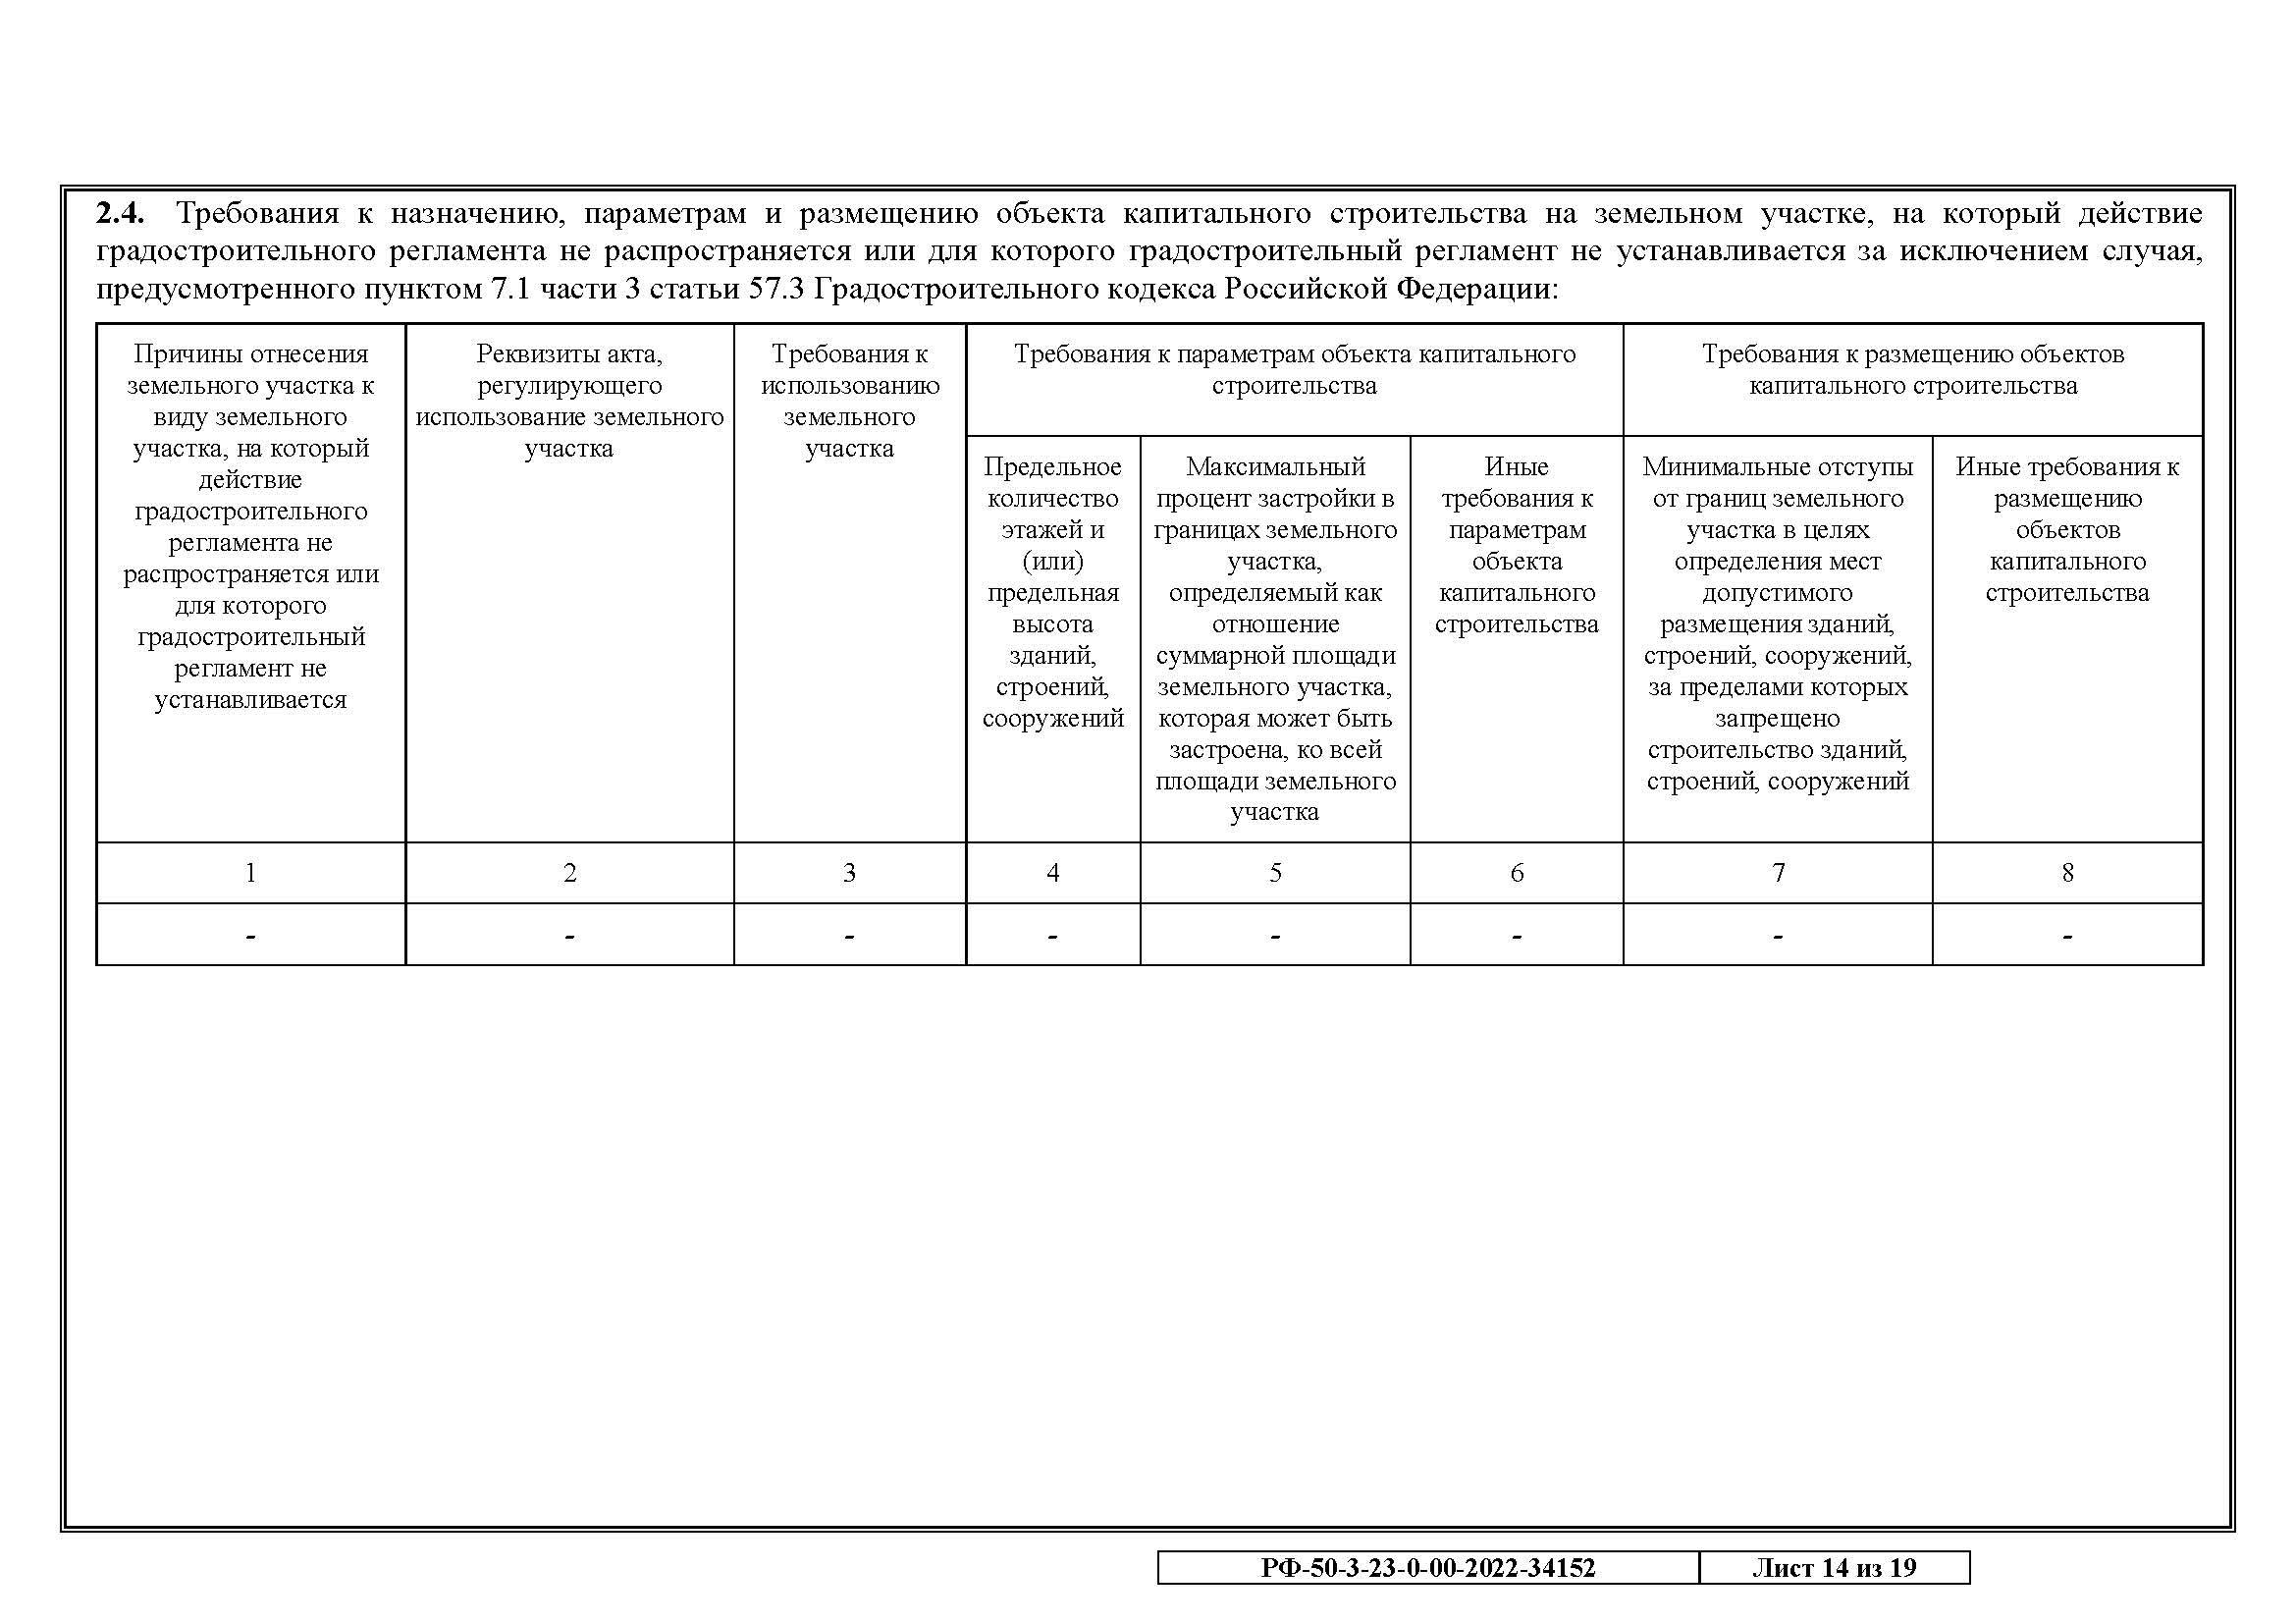 2.4. Требования к назначению, параметрам и размещению объекта капитального строительства на земельном участке, на который действие
градостроительного регламента не распространяется или для которого градостроительный регламент не устанавливается за исключением случая,
предусмотренного пунктом 7.1 части 3 статьи 57.3 Градостроительного кодекса Российской Федерации:
Причины отнесения
земельного участка к
виду земельного
участка, на который
действие
градостроительного
регламента не
распространяется или
для которого
градостроительный
регламент не
устанавливается
Реквизиты акта,
регулирующего
использование земельного
участка
Требования к
использованию
земельного
участка
Требования к параметрам объекта капитального
строительства
Требования к размещению объектов
капитального строительства
Предельное
количество
этажей и
(или)
предельная
высота
зданий,
строений,
сооружений
Максимальный
процент застройки в
границах земельного
участка,
определяемый как
отношение
суммарной площади
земельного участка,
которая может быть
застроена, ко всей
площади земельного
участка
Иные
требования к
параметрам
объекта
капитального
строительства
Минимальные отступы
от границ земельного
участка в целях
определения мест
допустимого
размещения зданий,
строений, сооружений,
за пределами которых
запрещено
строительство зданий,
строений, сооружений
Иные требования к
размещению
объектов
капитального
строительства
1 2 3 4 5 6 7 8
- - - - - - - -
РФ-50-3-23-0-00-2022-34152 Лист 14 из 19